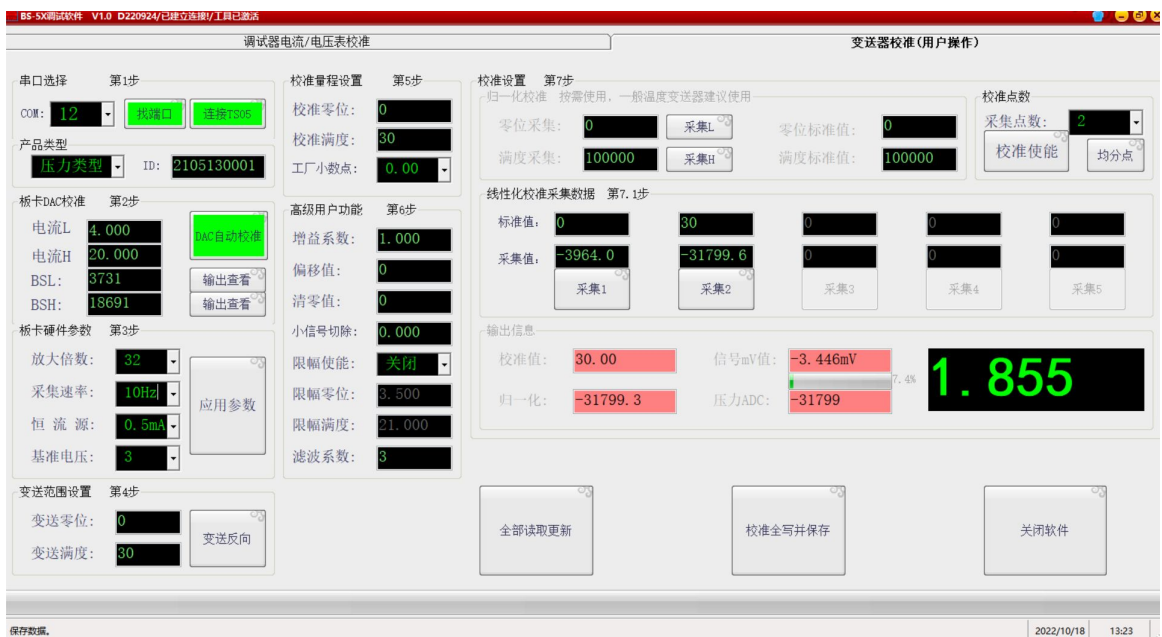 BS-5X调试软件 V1.0 D220924/已建立连接!/工具已激活
调试器电流/电压表校准 变送器校准(用户操作)
串口选择 第1步
COM: 12 找端口 连接TS05
产品类型
压力类型 ID: 2105130001
板卡DAC校准 第2步
电流L 4.000
电流H 20.000
DAC自动校准
BSL: 3731 输出查看
BSH: 18691 输出查看
板卡硬件参数 第3步
放大倍数: 32
采集速率: 10Hz
恒 流 源: 0.5mA
基准电压: 3
应用参数
变送范围设置 第4步
变送零位: 0
变送满度: 30
变送反向
校准量程设置 第5步
校准零位: 0
校准满度: 30
工厂小数点: 0.00
高级用户功能 第6步
增益系数: 1.000
偏移值: 0
清零值: 0
小信号切除: 0.000
限幅使能: 关闭
限幅零位: 3.500
限幅满度: 21.000
滤波系数: 3
校准设置 第7步
归一化校准 按需使用,一般温度变送器建议使用
零位采集: 0 采集L 零位标准值: 0
满度采集: 100000 采集H 满度标准值: 100000
校准点数
采集点数: 2
校准使能 均分点
线性化校准采集数据 第7.1步
标准值: 0 30 0 0 0
采集值: -3964.0 -31799.6 0 0 0
采集1 采集2 采集3 采集4 采集5
输出信息
校准值: 30.00 信号mV值: -3.446mV
7.4%
归一化: -31799.3 压力ADC: -31799
1.855
全部读取更新 校准全写并保存 关闭软件
保存数据。 2022/10/18 13:23